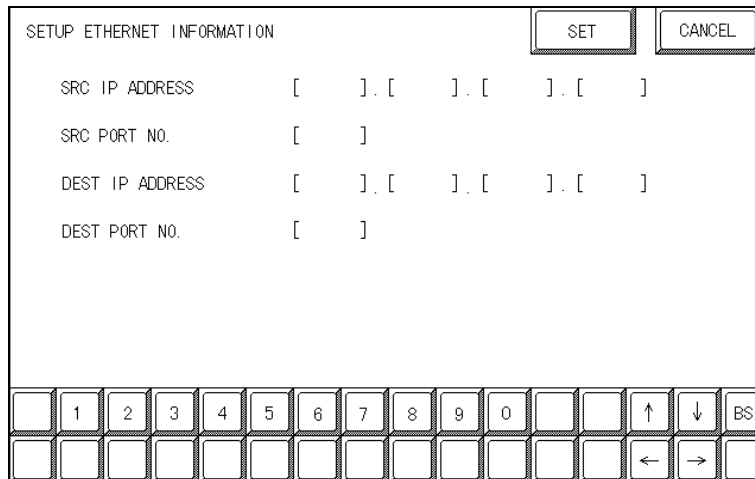 SETUP ETHERNET INFORMATION SET CANCEL
SRC IP ADDRESS [ ] . [ ] . [ ] . [ ]
SRC PORT NO. [ ]
DEST IP ADDRESS [ ] . [ ] . [ ] . [ ]
DEST PORT NO. [ ]
1 2 3 4 5 6 7 8 9 0 ↑ ↓ BS
← →